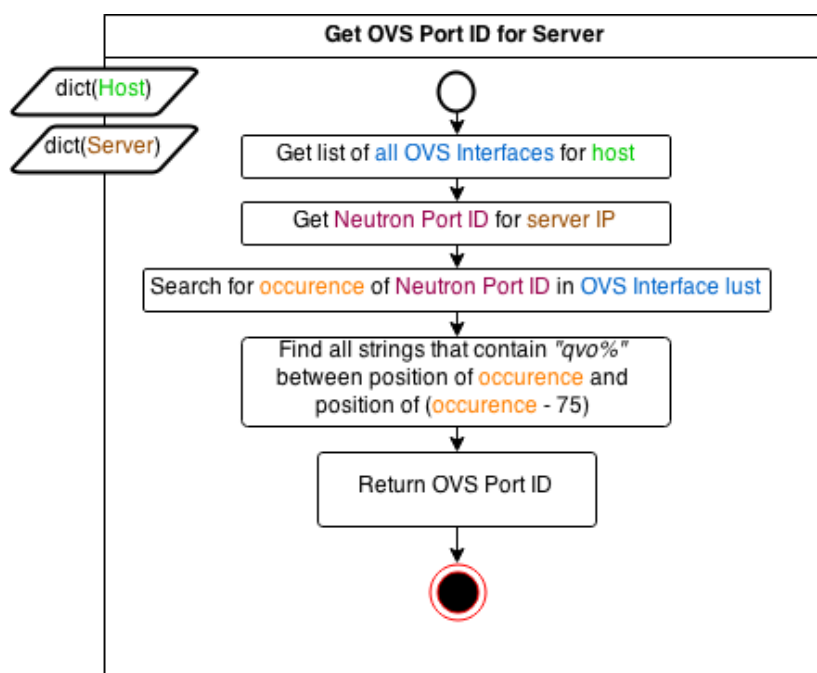 Get OVS Port ID for Server
dict(Host)
dict(Server)
Get list of all OVS Interfaces for host
Get Neutron Port ID for server IP
Search for occurence of Neutron Port ID in OVS Interface lust
Find all strings that contain "qvo%"
between position of occurence and
position of (occurence - 75)
Return OVS Port ID